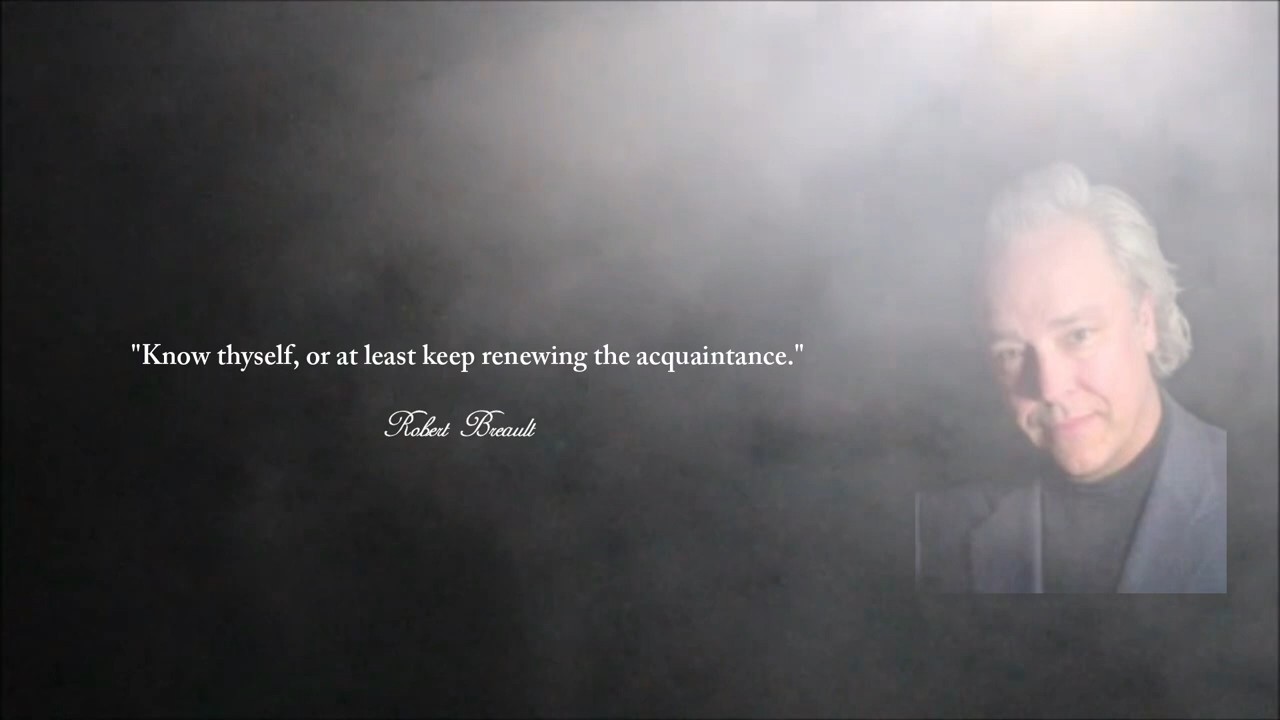 "Know thyself, or at least keep renewing the acquaintance."
Robert Breault